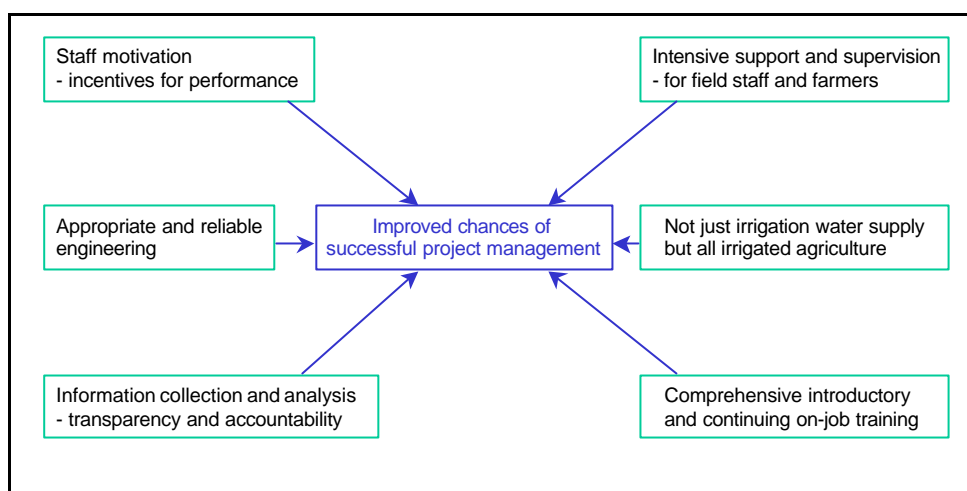 Staff motivation
- incentives for performance
Intensive support and supervision
- for field staff and farmers
Appropriate and reliable
engineering
Improved chances of
successful project management
Not just irrigation water supply
but all irrigated agriculture
Information collection and analysis
- transparency and accountability
Comprehensive introductory
and continuing on-job training